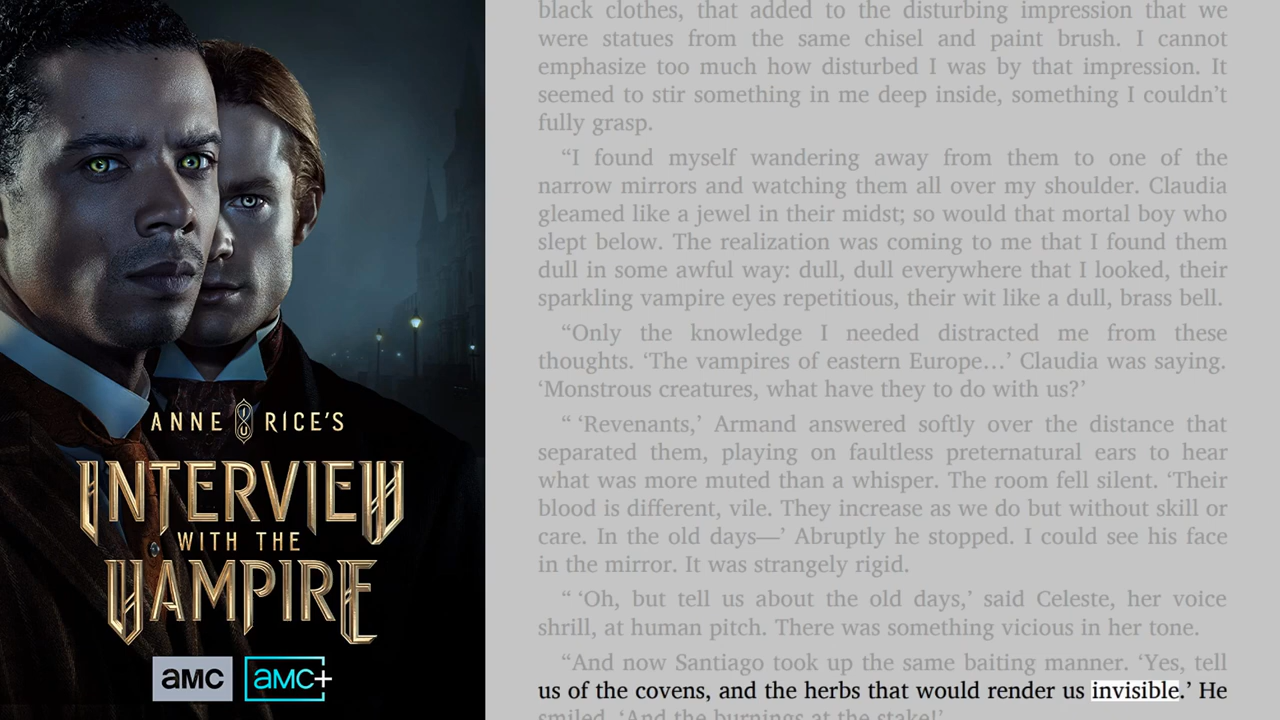 ANNE RICE'S
INTERVIEW
WITH THE
VAMPIRE
aMC
aMC+
black clothes, that added to the disturbing impression that we
were statues from the same chisel and paint brush. I cannot
emphasize too much how disturbed I was by that impression. It
seemed to stir something in me deep inside, something I couldn’t
fully grasp.
“I found myself wandering away from them to one of the
narrow mirrors and watching them all over my shoulder. Claudia
gleamed like a jewel in their midst; so would that mortal boy who
slept below. The realization was coming to me that I found them
dull in some awful way: dull, dull everywhere that I looked, their
sparkling vampire eyes repetitious, their wit like a dull, brass bell.
“Only the knowledge I needed distracted me from these
thoughts. ‘The vampires of eastern Europe…’ Claudia was saying.
‘Monstrous creatures, what have they to do with us?’
“ ‘Revenants,’ Armand answered softly over the distance that
separated them, playing on faultless preternatural ears to hear
what was more muted than a whisper. The room fell silent. ‘Their
blood is different, vile. They increase as we do but without skill or
care. In the old days—’ Abruptly he stopped. I could see his face
in the mirror. It was strangely rigid.
“ ‘Oh, but tell us about the old days,’ said Celeste, her voice
shrill, at human pitch. There was something vicious in her tone.
“And now Santiago took up the same baiting manner. ‘Yes, tell
us of the covens, and the herbs that would render us invisible.’ He
smiled. ‘And the burnings at the stake!’